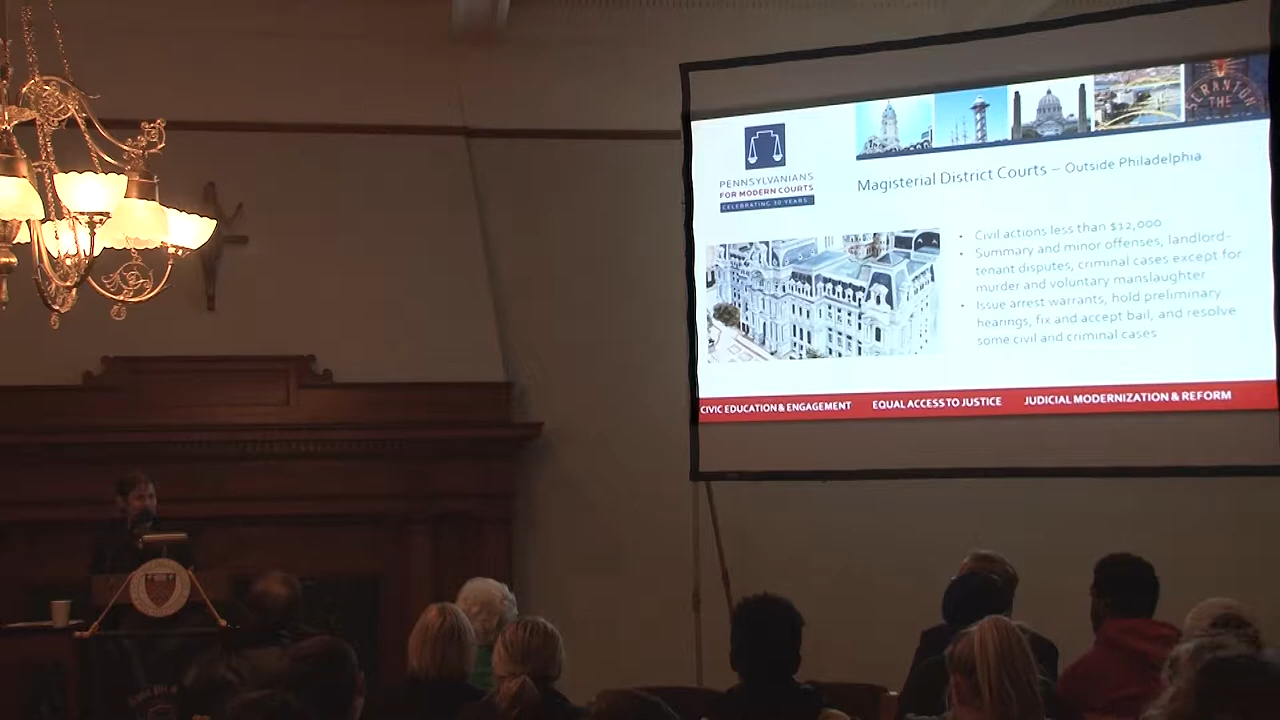 SCRANTON
THE
PENNSYLVANIANS
FOR MODERN COURTS
CELEBRATING 30 YEARS
Magisterial District Courts – Outside Philadelphia
• Civil actions less than $12,000
• Summary and minor offenses, landlord-
tenant disputes, criminal cases except for
murder and voluntary manslaughter
• Issue arrest warrants, hold preliminary
hearings, fix and accept bail, and resolve
some civil and criminal cases
CIVIC EDUCATION & ENGAGEMENT EQUAL ACCESS TO JUSTICE JUDICIAL MODERNIZATION & REFORM